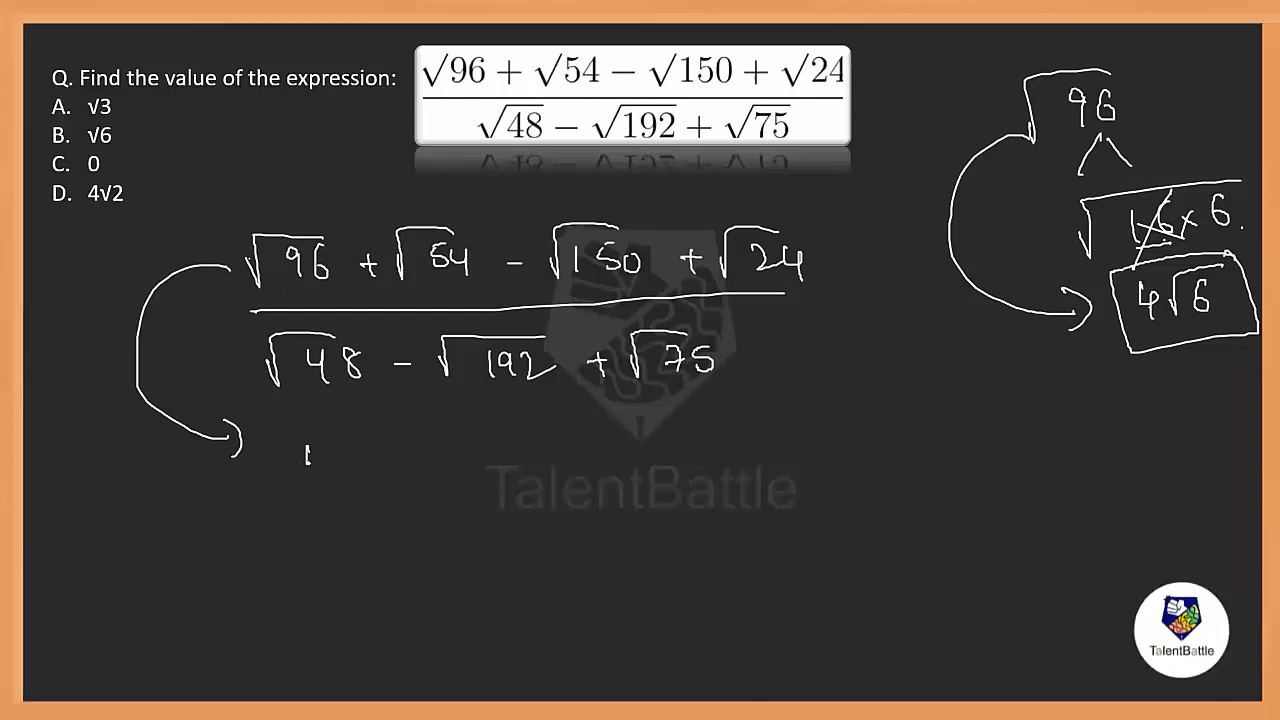 Q. Find the value of the expression:
A. √3
B. √6
C. 0
D. 4√2
√96 + √54 − √150 + √24
√48 − √192 + √75
√96 + √54 - √150 + √24
√48 - √192 + √75
√96
√16×6.
4√6
TalentBattle
TalentBattle